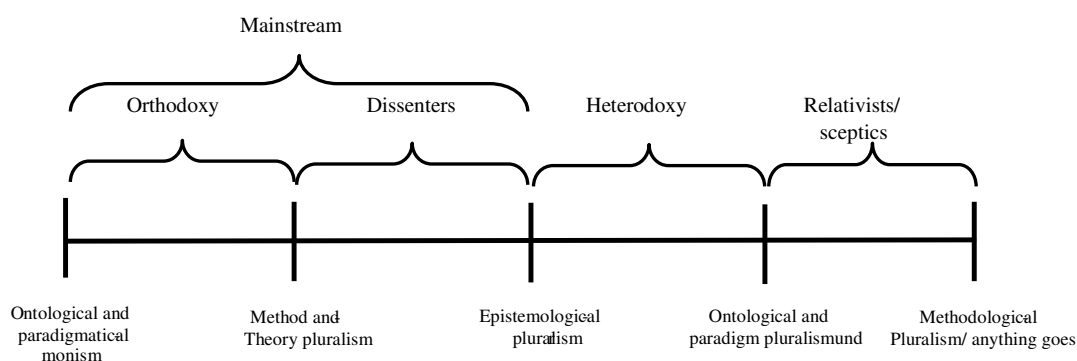 Mainstream
Orthodoxy
Dissenters
Heterodoxy
Relativists/
sceptics
Ontological and
paradigmatical-
monism
Method and-
Theory pluralism
Epistemological-
pluralism
Ontological and
paradigm pluralismund
Methodological-
Pluralism/ anything goes